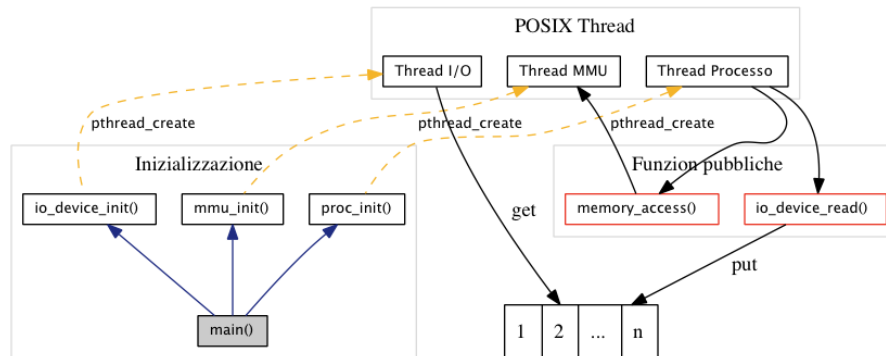 POSIX Thread
Thread I/O
Thread MMU
Thread Processo
pthread_create
pthread_create
pthread_create
Inizializzazione
Funzion pubbliche
io_device_init()
mmu_init()
proc_init()
memory_access()
io_device_read()
get
put
main()
1
2
...
n